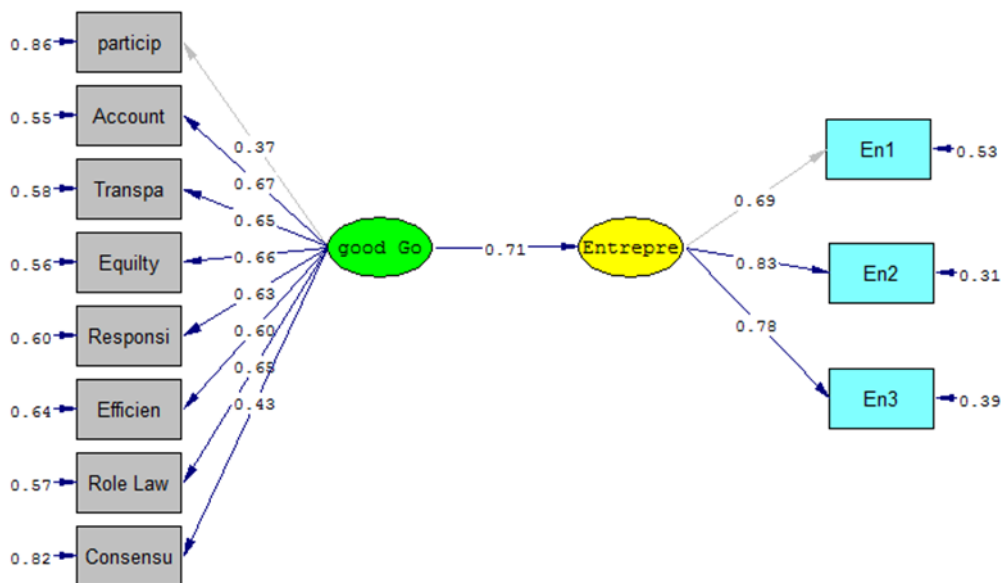 0.86
particip
0.55
Account
0.37
0.67
0.58
Transpa
0.65
En1
0.53
0.69
0.56
Equilty
0.66
good Go
0.71
Entrepre
0.63
0.83
En2
0.31
0.60
Responsi
0.60
0.78
0.65
0.64
Efficien
0.43
En3
0.39
0.57
Role Law
0.82
Consensu